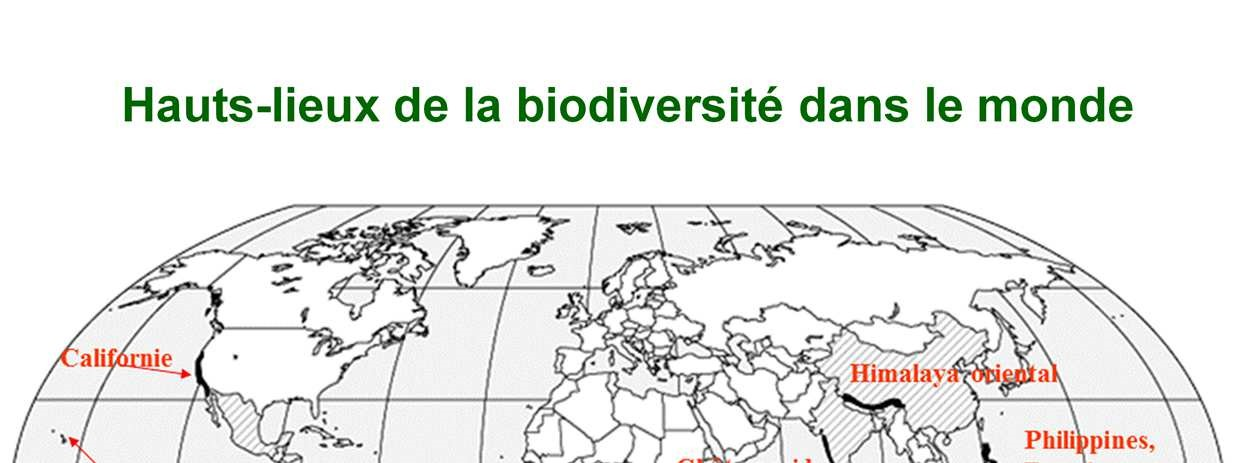 Hauts-lieux de la biodiversité dans le monde
Californie
Himalaya oriental
Philippines,